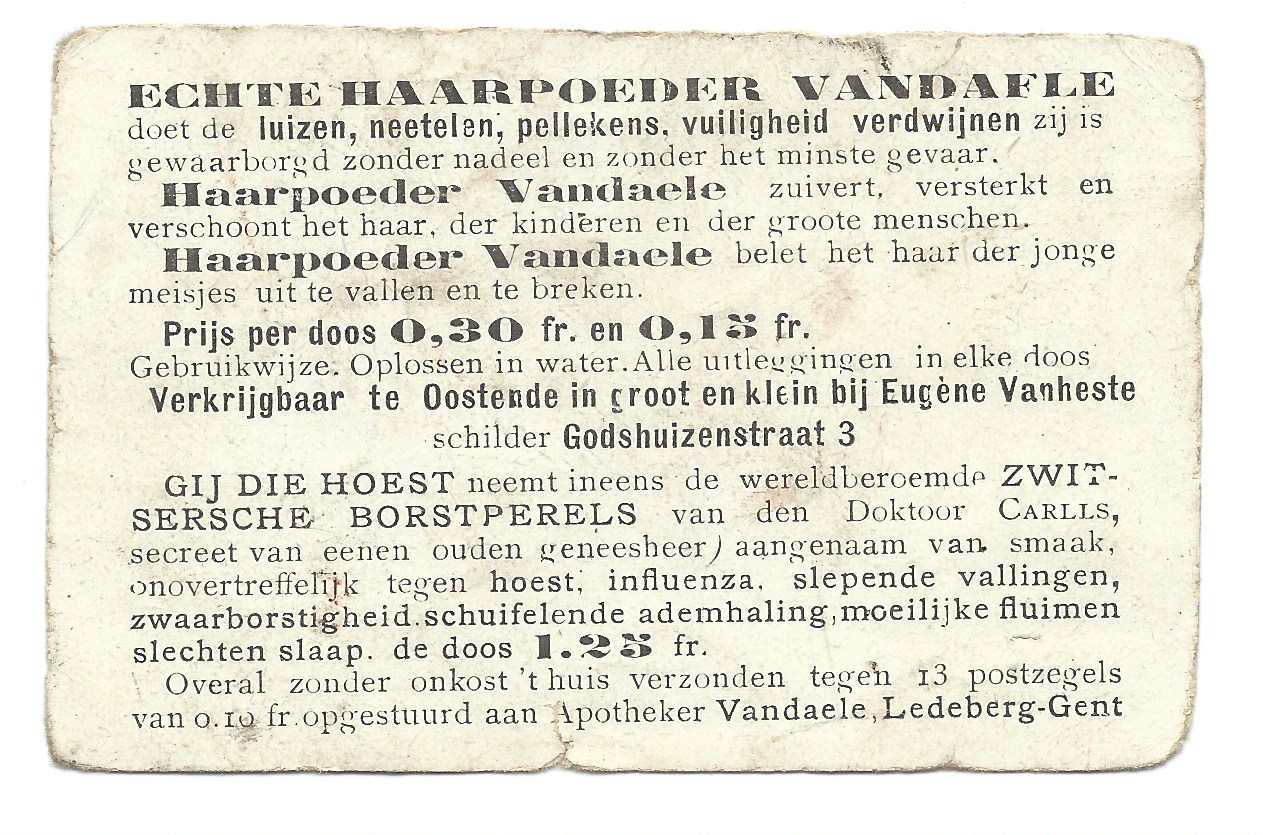 ECHTE HAARPOEDER VANDAFLE
doet de luizen, neetelen, pellekens, vuiligheid verdwijnen zij is
gewaarborgd zonder nadeel en zonder het minste gevaar.
Haarpoeder Vandaele zuivert, versterkt en
verschoont het haar, der kinderen en der groote menschen.
Haarpoeder Vandaele belet het haar der jonge
meisjes uit te vallen en te breken.
Prijs per doos 0,30 fr. en 0,15 fr.
Gebruikwijze. Oplossen in water. Alle uitleggingen in elke doos
Verkrijgbaar te Oostende in groot en klein bij Eugène Vanheste
schilder Godshuizenstraat 3
GIJ DIE HOEST neemt ineens de wereldberoemde ZWIT-
SERSCHE BORSTPERELS van den Doktoor CARLLS,
secreet van eenen ouden geneesheer) aangenaam van smaak,
onovertreffelijk tegen hoest, influenza, slepende vallingen,
zwaarborstigheid. schuifelende ademhaling, moeilijke fluimen
slechten slaap. de doos 1.25 fr.
Overal zonder onkost 't huis verzonden tegen 13 postzegels
van 0.10 fr. opgestuurd aan Apotheker Vandaele, Ledeberg-Gent